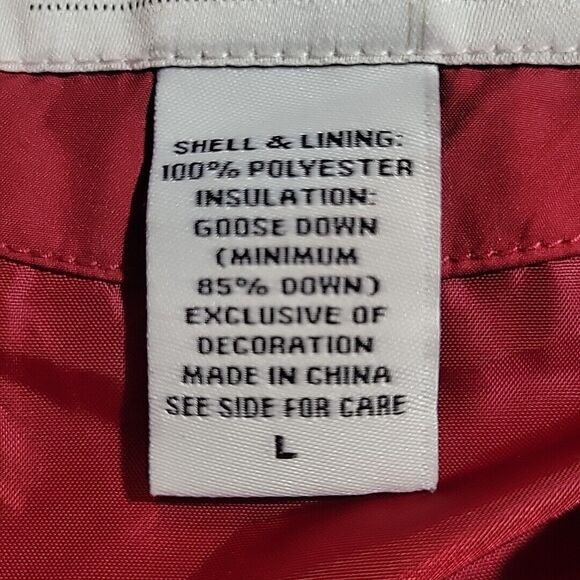 SHELL & LINING:
100% POLYESTER
INSULATION:
GOOSE DOWN
(MINIMUM
85% DOWN)
EXCLUSIVE OF
DECORATION
MADE IN CHINA
SEE SIDE FOR CARE
L